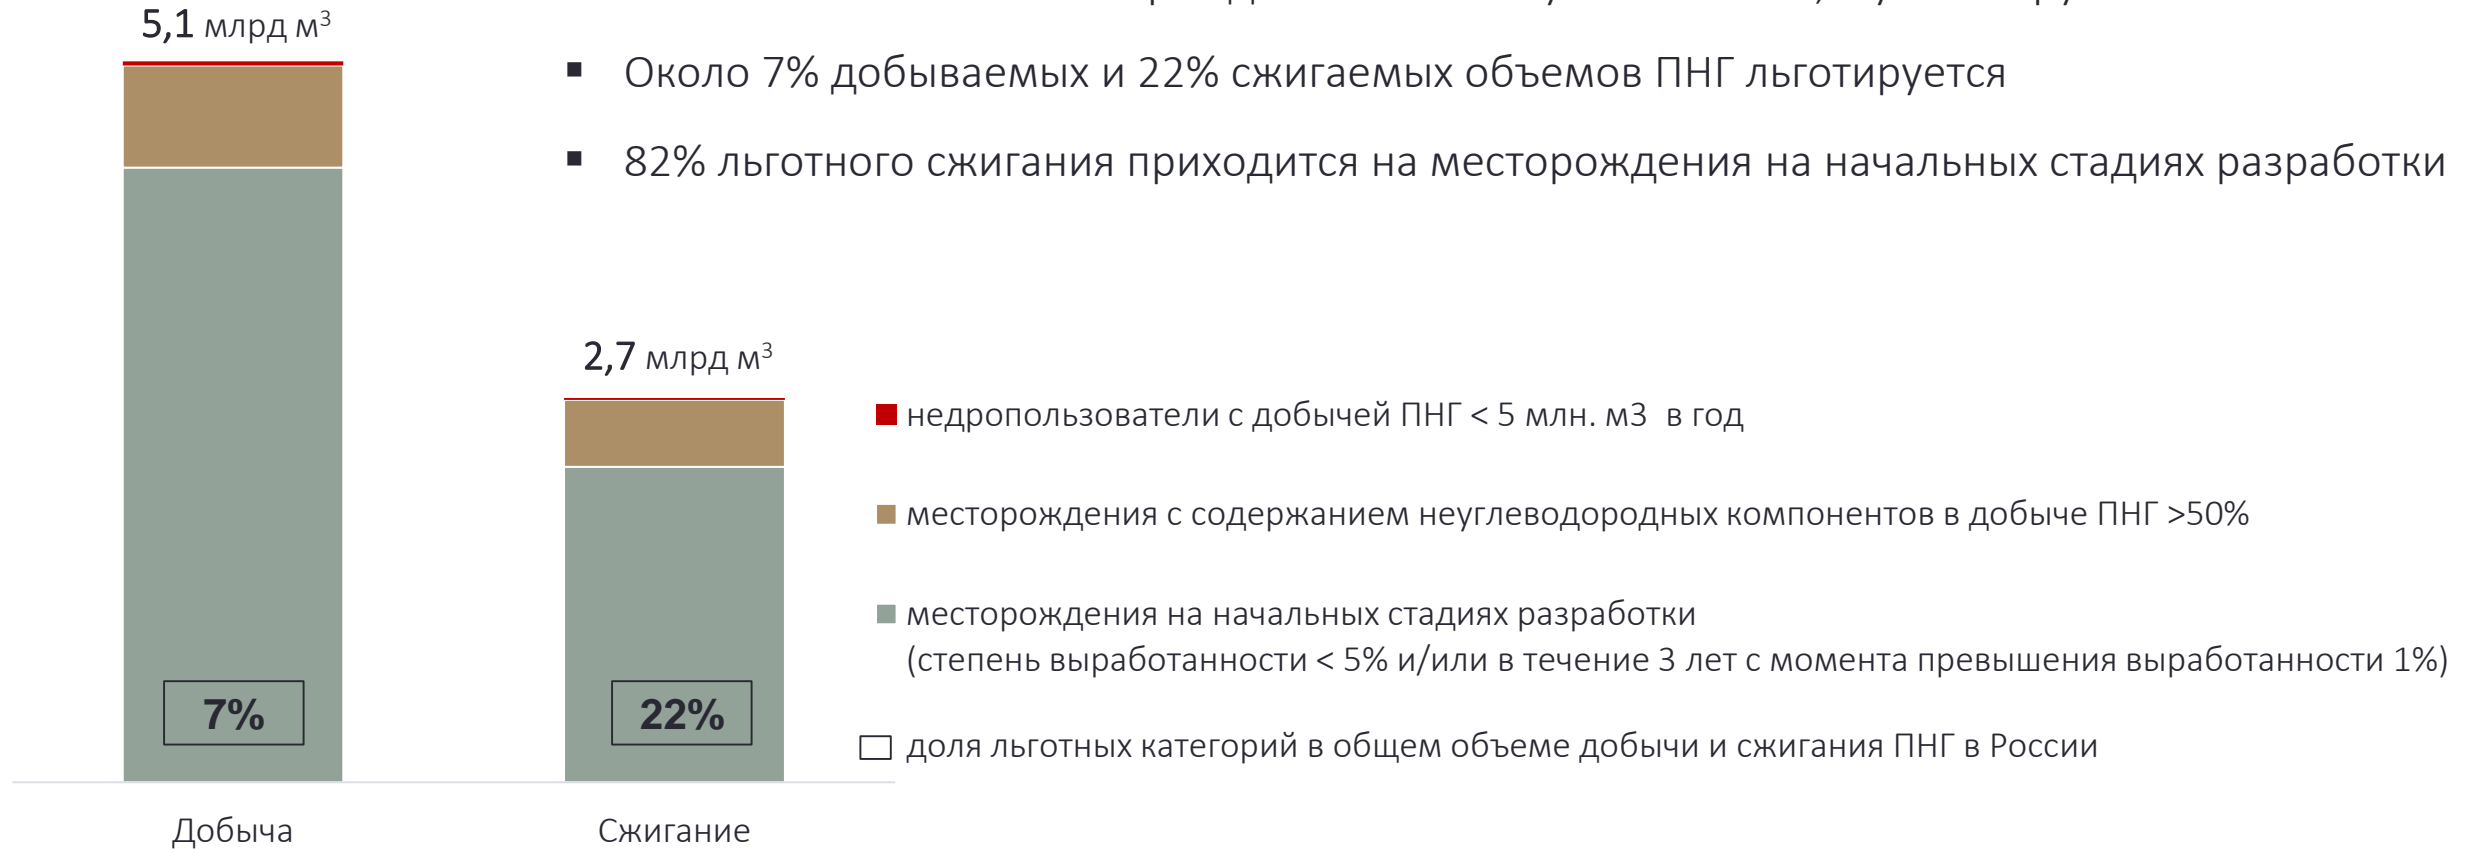 5,1 млрд м³
▪ Около 7% добываемых и 22% сжигаемых объемов ПНГ льготируется
▪ 82% льготного сжигания приходится на месторождения на начальных стадиях разработки
2,7 млрд м³
недропользователи с добычей ПНГ < 5 млн. м3 в год
месторождения с содержанием неуглеводородных компонентов в добыче ПНГ >50%
месторождения на начальных стадиях разработки
(степень выработанности < 5% и/или в течение 3 лет с момента превышения выработанности 1%)
7%
22%
доля льготных категорий в общем объеме добычи и сжигания ПНГ в России
Добыча
Сжигание